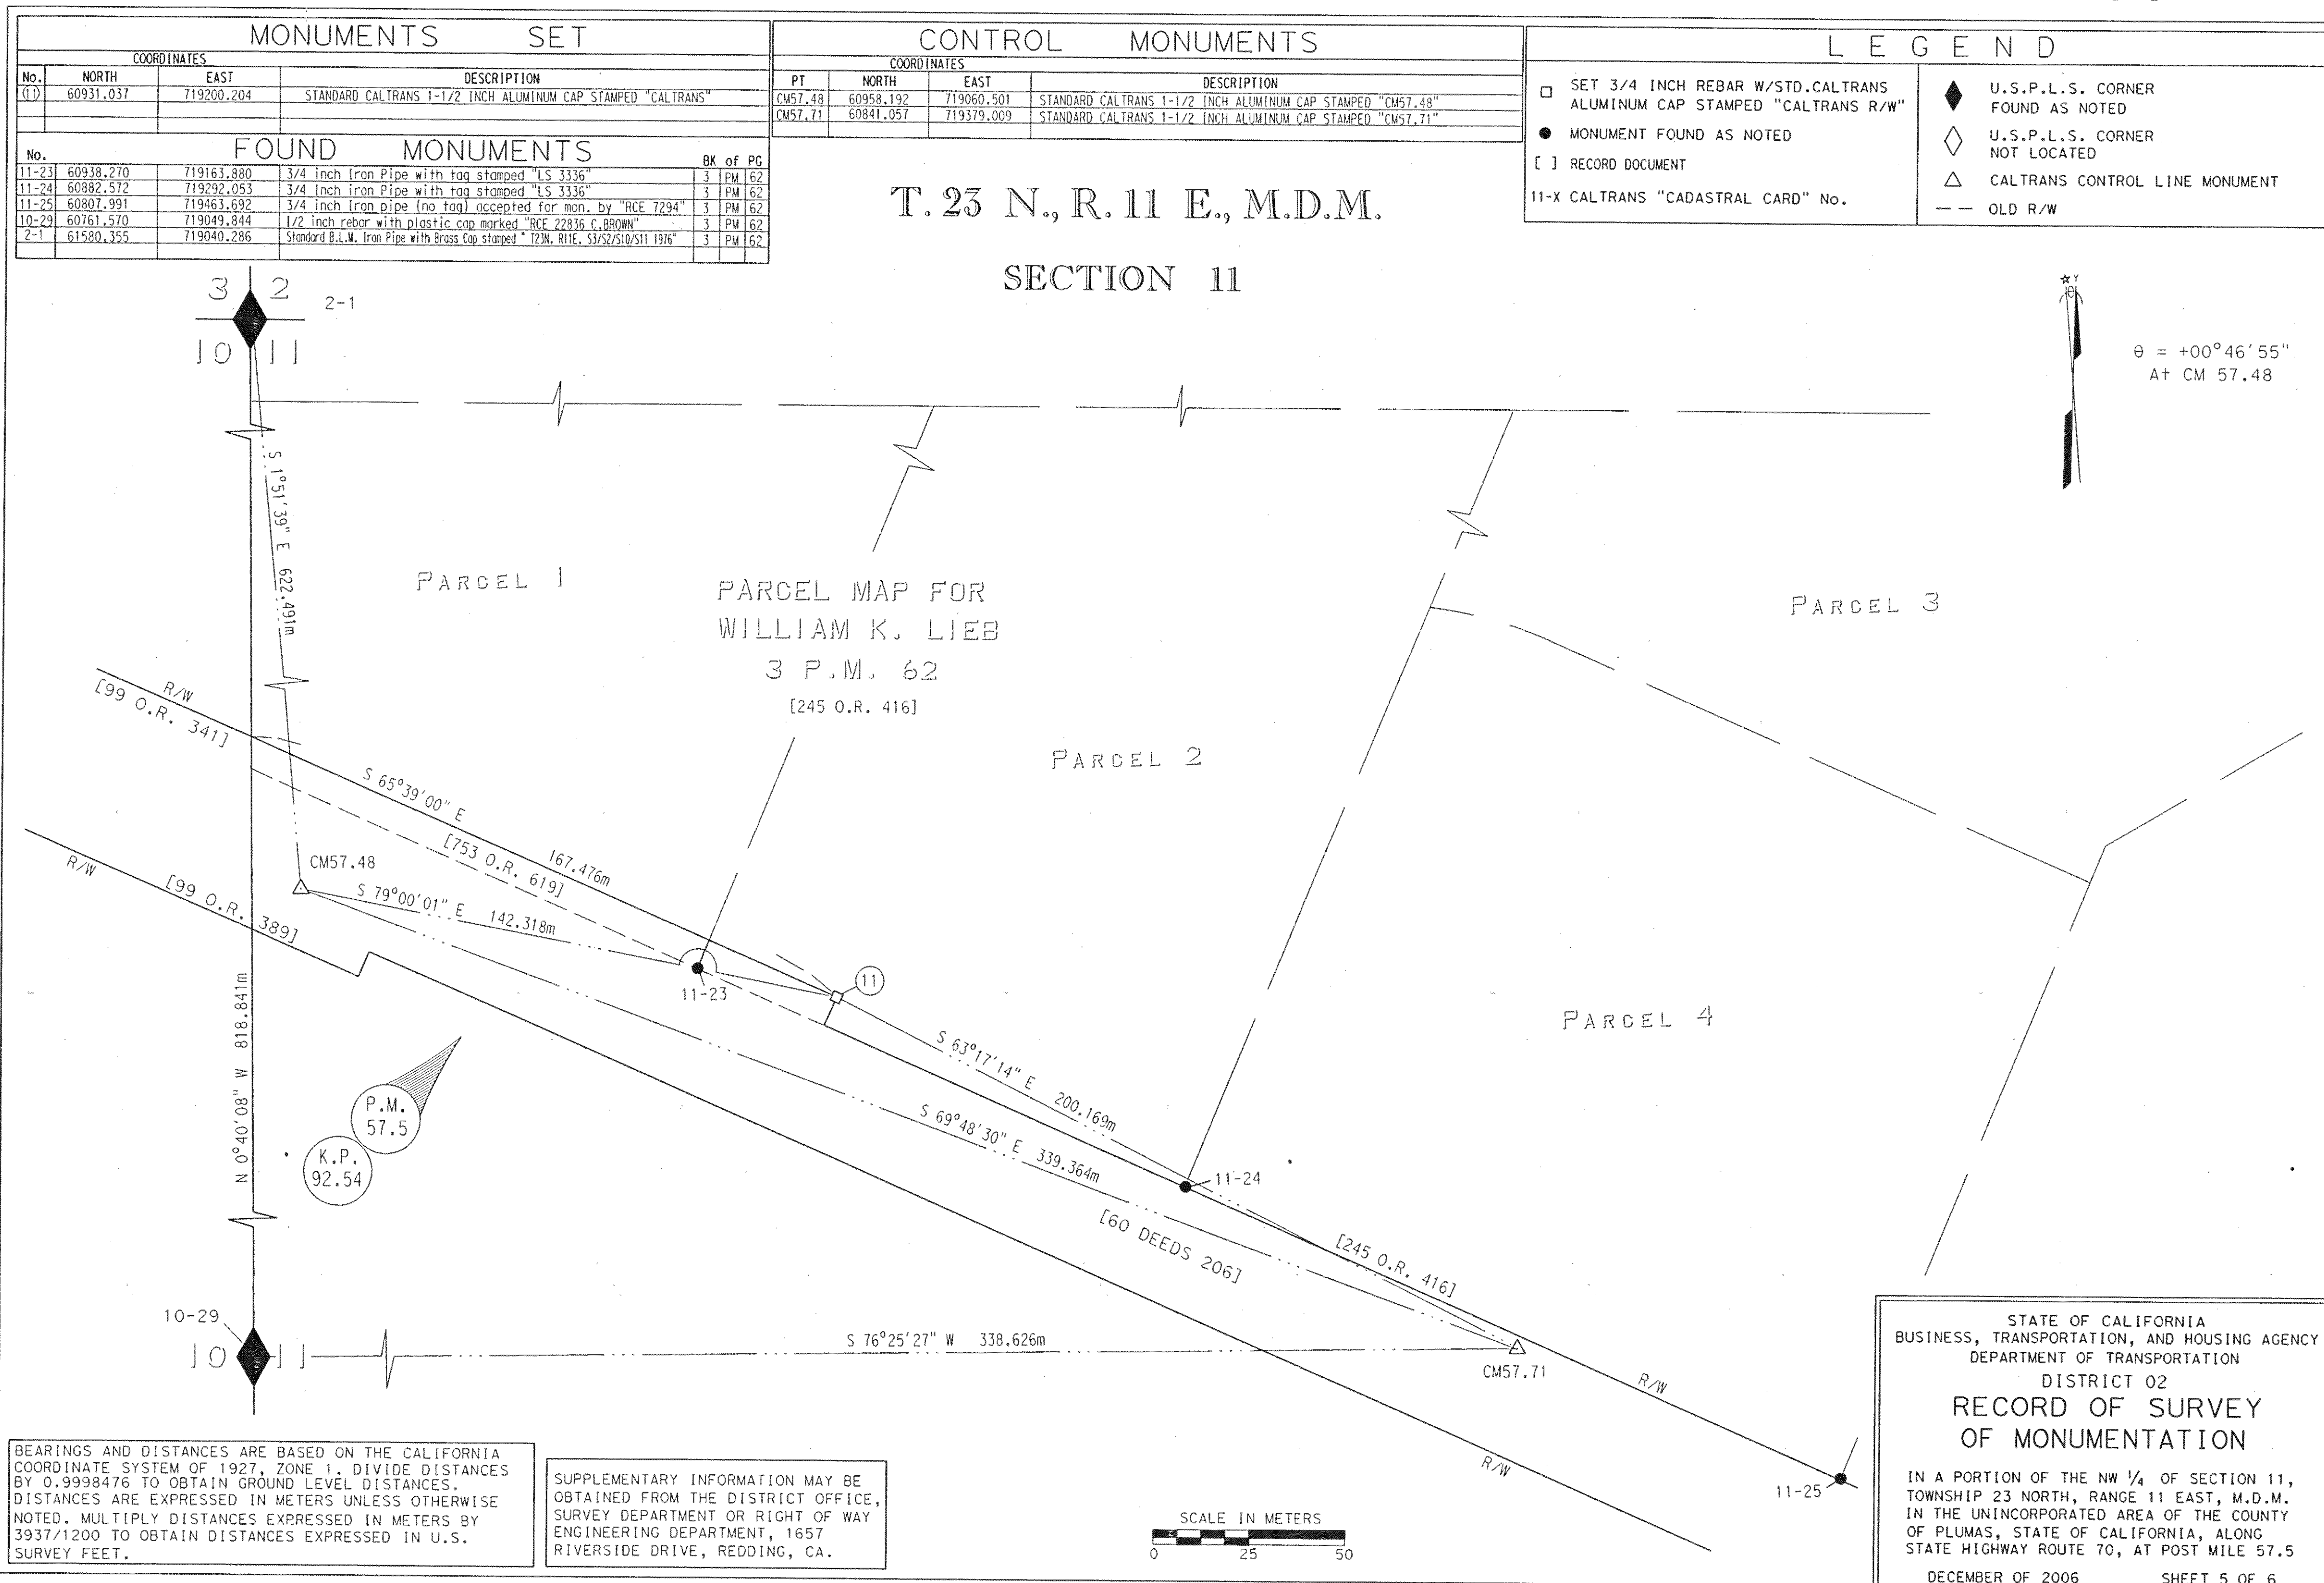 MONUMENTS SET
COORDINATES
No. NORTH EAST DESCRIPTION
(11) 60931.037 719200.204 STANDARD CALTRANS 1-1/2 INCH ALUMINUM CAP STAMPED "CALTRANS"
FOUND MONUMENTS
No. BK of PG
11-23 60938.270 719163.880 3/4 inch Iron Pipe with tag stamped "LS 3336" 3 PM 62
11-24 60882.572 719292.053 3/4 Inch Iron Pipe with tag stamped "LS 3336" 3 PM 62
11-25 60807.991 719463.692 3/4 inch Iron pipe (no tag) accepted for mon. by "RCE 7294" 3 PM 62
10-29 60761.570 719049.844 1/2 inch rebar with plastic cap marked "RCE 22836 C.BROWN" 3 PM 62
2-1 61580.355 719040.286 Standard B.L.M. Iron Pipe with Brass Cap stamped " T23N, R11E, S3/S2/S10/S11 1976" 3 PM 62
CONTROL MONUMENTS
COORDINATES
PT NORTH EAST DESCRIPTION
CM57.48 60958.192 719060.501 STANDARD CALTRANS 1-1/2 INCH ALUMINUM CAP STAMPED "CM57.48"
CM57.71 60841.057 719379.009 STANDARD CALTRANS 1-1/2 INCH ALUMINUM CAP STAMPED "CM57.71"
LEGEND
SET 3/4 INCH REBAR W/STD.CALTRANS
ALUMINUM CAP STAMPED "CALTRANS R/W"
MONUMENT FOUND AS NOTED
[ ] RECORD DOCUMENT
11-X CALTRANS "CADASTRAL CARD" No.
U.S.P.L.S. CORNER
FOUND AS NOTED
U.S.P.L.S. CORNER
NOT LOCATED
CALTRANS CONTROL LINE MONUMENT
OLD R/W
T. 23 N., R. 11 E., M.D.M.
SECTION 11
3 2
2-1
10 11
Y
θ
θ = +00°46'55"
At CM 57.48
S 1°51'39" E 622.491m
PARCEL 1
PARCEL MAP FOR
WILLIAM K. LIEB
3 P.M. 62
[245 O.R. 416]
PARCEL 3
PARCEL 2
R/W
[99 O.R. 341]
S 65°39'00" E 167.476m
[753 O.R. 619]
CM57.48
R/W
[99 O.R. 389]
S 79°00'01" E 142.318m
11-23
11
PARCEL 4
N 0°40'08" W 818.841m
S 63°17'14" E 200.169m
P.M.
57.5
K.P.
92.54
S 69°48'30" E 339.364m
11-24
[60 DEEDS 206]
[245 O.R. 416]
10-29
10 11
S 76°25'27" W 338.626m
CM57.71
R/W
R/W
11-25
BEARINGS AND DISTANCES ARE BASED ON THE CALIFORNIA
COORDINATE SYSTEM OF 1927, ZONE 1. DIVIDE DISTANCES
BY 0.9998476 TO OBTAIN GROUND LEVEL DISTANCES.
DISTANCES ARE EXPRESSED IN METERS UNLESS OTHERWISE
NOTED. MULTIPLY DISTANCES EXPRESSED IN METERS BY
3937/1200 TO OBTAIN DISTANCES EXPRESSED IN U.S.
SURVEY FEET.
SUPPLEMENTARY INFORMATION MAY BE
OBTAINED FROM THE DISTRICT OFFICE,
SURVEY DEPARTMENT OR RIGHT OF WAY
ENGINEERING DEPARTMENT, 1657
RIVERSIDE DRIVE, REDDING, CA.
SCALE IN METERS
0 25 50
STATE OF CALIFORNIA
BUSINESS, TRANSPORTATION, AND HOUSING AGENCY
DEPARTMENT OF TRANSPORTATION
DISTRICT 02
RECORD OF SURVEY
OF MONUMENTATION
IN A PORTION OF THE NW 1/4 OF SECTION 11,
TOWNSHIP 23 NORTH, RANGE 11 EAST, M.D.M.
IN THE UNINCORPORATED AREA OF THE COUNTY
OF PLUMAS, STATE OF CALIFORNIA, ALONG
STATE HIGHWAY ROUTE 70, AT POST MILE 57.5
DECEMBER OF 2006 SHEET 5 OF 6